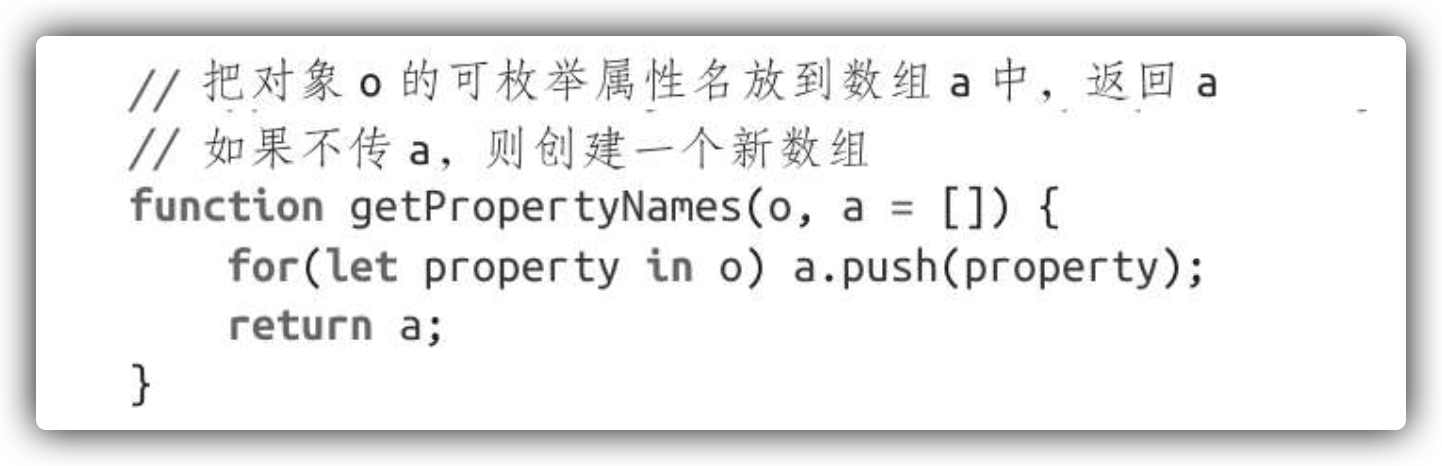 // 把对象 o 的可枚举属性名放到数组 a 中，返回 a
// 如果不传 a，则创建一个新数组
function getPropertyNames(o, a = []) {
    for(let property in o) a.push(property);
    return a;
}